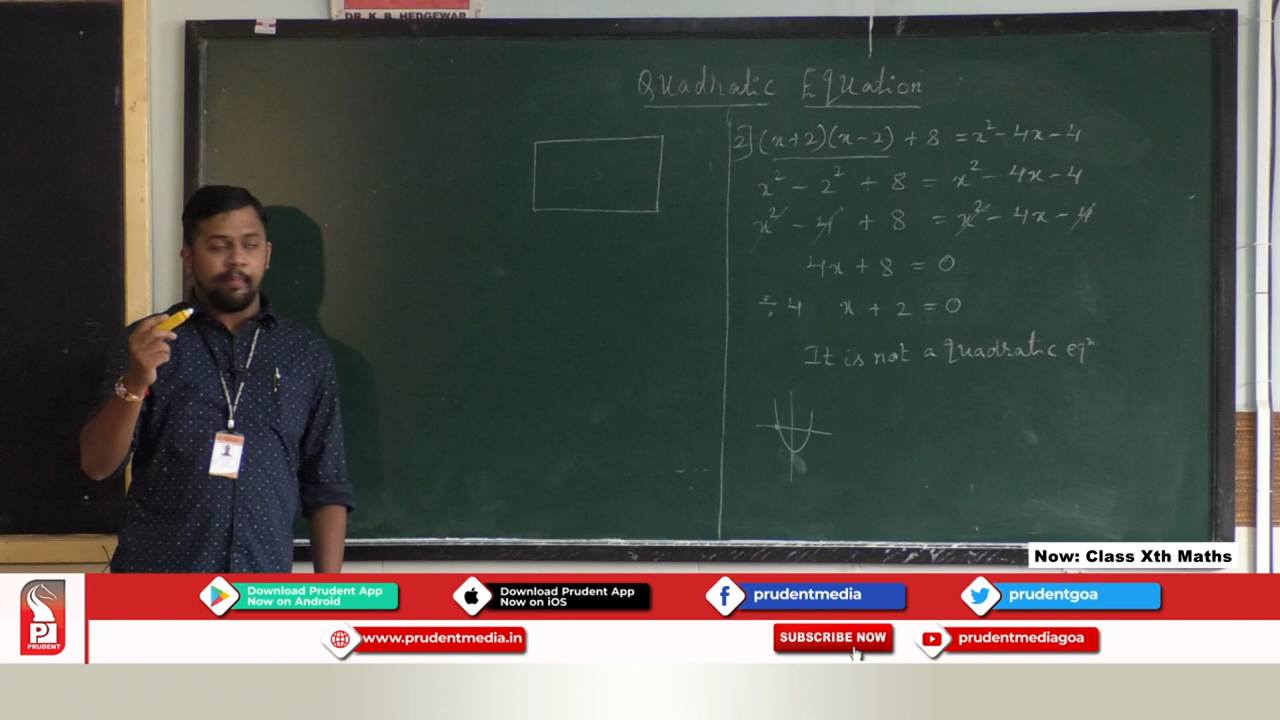 DR. K. B. HEDGEWAR
Quadratic Equation
2] (x+2)(x-2) + 8 = x² - 4x - 4
x² - 2² + 8 = x² - 4x - 4
x² - 4 + 8 = x² - 4x - 4
4x + 8 = 0
÷ 4 x + 2 = 0
It is not a quadratic eqⁿ
Now: Class Xth Maths
Download Prudent App
Now on Android
Download Prudent App
Now on iOS
prudentmedia
prudentgoa
PRUDENT
www.prudentmedia.in
SUBSCRIBE NOW
prudentmediagoa